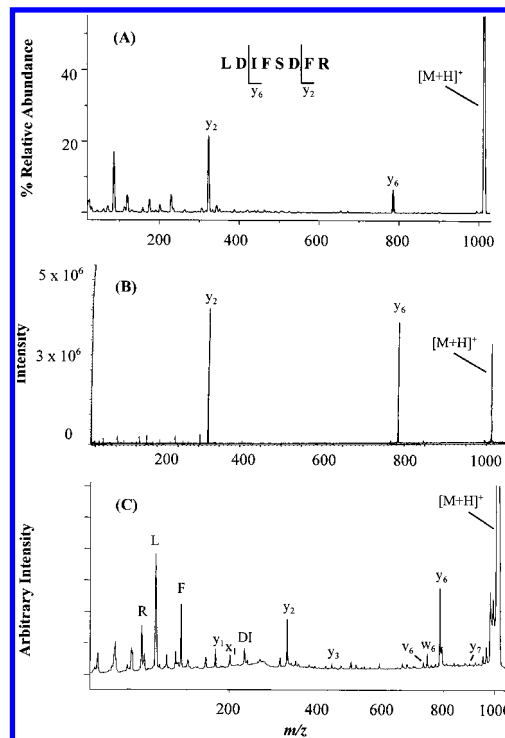 (A)
L D I F S D F R
y6 y2
[M+H]+
% Relative Abundance
40
20
y2
y6
200 400 600 800 1000
(B)
5 x 10^6
3 x 10^6
0
Intensity
y2
y6
[M+H]+
200 400 600 800 1000
(C)
[M+H]+
Arbitrary Intensity
R
L
F
y1
x1
DI
y2
y3
v6
w6
y6
y7
200 400 600 800 1000
m/z